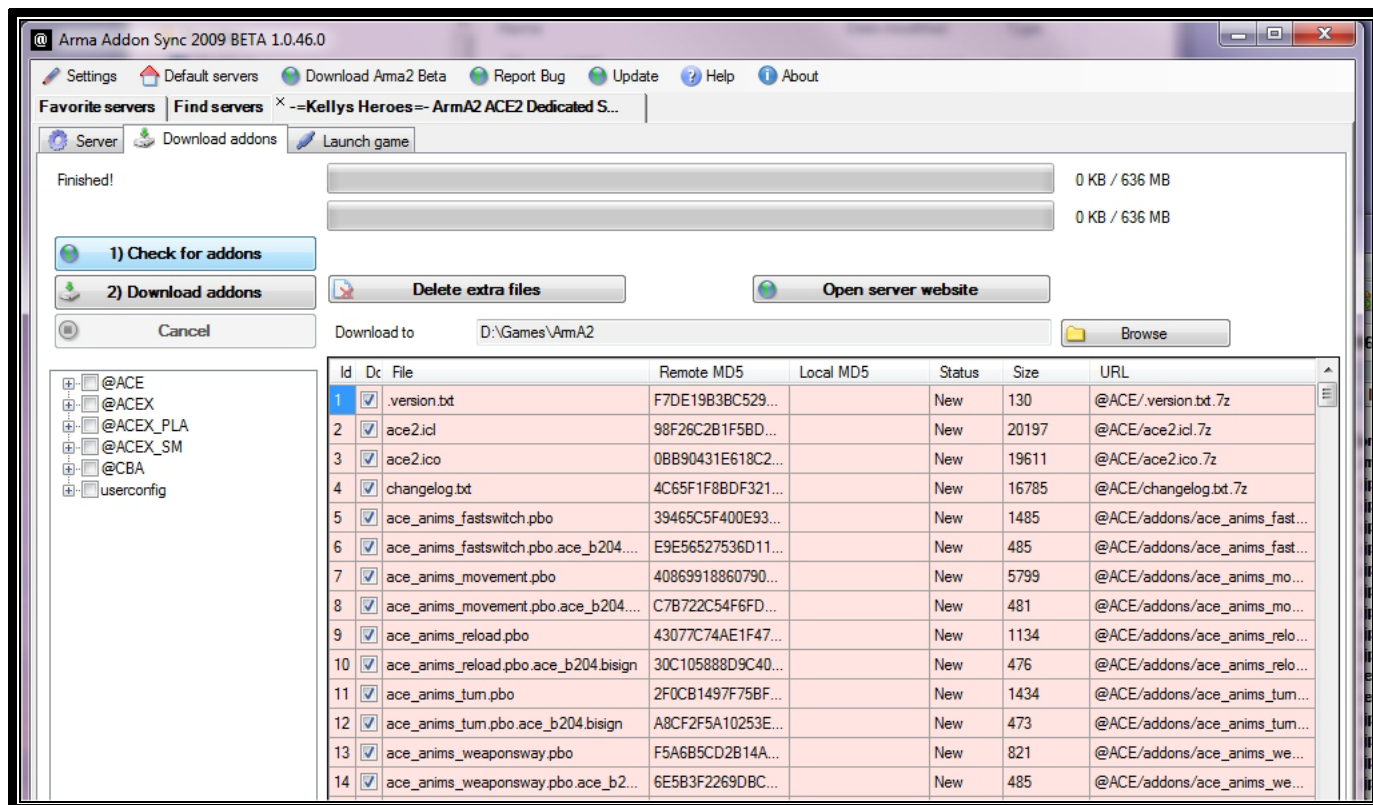 @ Arma Addon Sync 2009 BETA 1.0.46.0
Settings Default servers Download Arma2 Beta Report Bug Update Help About
Favorite servers Find servers × -=Kellys Heroes=- ArmA2 ACE2 Dedicated S...
Server Download addons Launch game
Finished! 0 KB / 636 MB
0 KB / 636 MB
1) Check for addons
2) Download addons Delete extra files Open server website
Cancel Download to D:\Games\ArmA2 Browse
@ACE
@ACEX
@ACEX_PLA
@ACEX_SM
@CBA
userconfig
Id Dc File Remote MD5 Local MD5 Status Size URL
1 .version.txt F7DE19B3BC529... New 130 @ACE/.version.txt.7z
2 ace2.icl 98F26C2B1F5BD... New 20197 @ACE/ace2.icl.7z
3 ace2.ico 0BB90431E618C2... New 19611 @ACE/ace2.ico.7z
4 changelog.txt 4C65F1F8BDF321... New 16785 @ACE/changelog.txt.7z
5 ace_anims_fastswitch.pbo 39465C5F400E93... New 1485 @ACE/addons/ace_anims_fast...
6 ace_anims_fastswitch.pbo.ace_b204.... E9E56527536D11... New 485 @ACE/addons/ace_anims_fast...
7 ace_anims_movement.pbo 40869918860790... New 5799 @ACE/addons/ace_anims_mo...
8 ace_anims_movement.pbo.ace_b204.... C7B722C54F6FD... New 481 @ACE/addons/ace_anims_mo...
9 ace_anims_reload.pbo 43077C74AE1F47... New 1134 @ACE/addons/ace_anims_relo...
10 ace_anims_reload.pbo.ace_b204.bisign 30C105888D9C40... New 476 @ACE/addons/ace_anims_relo...
11 ace_anims_turn.pbo 2F0CB1497F75BF... New 1434 @ACE/addons/ace_anims_turn...
12 ace_anims_turn.pbo.ace_b204.bisign A8CF2F5A10253E... New 473 @ACE/addons/ace_anims_turn...
13 ace_anims_weaponsway.pbo F5A6B5CD2B14A... New 821 @ACE/addons/ace_anims_we...
14 ace_anims_weaponsway.pbo.ace_b2... 6E5B3F2269DBC... New 485 @ACE/addons/ace_anims_we...